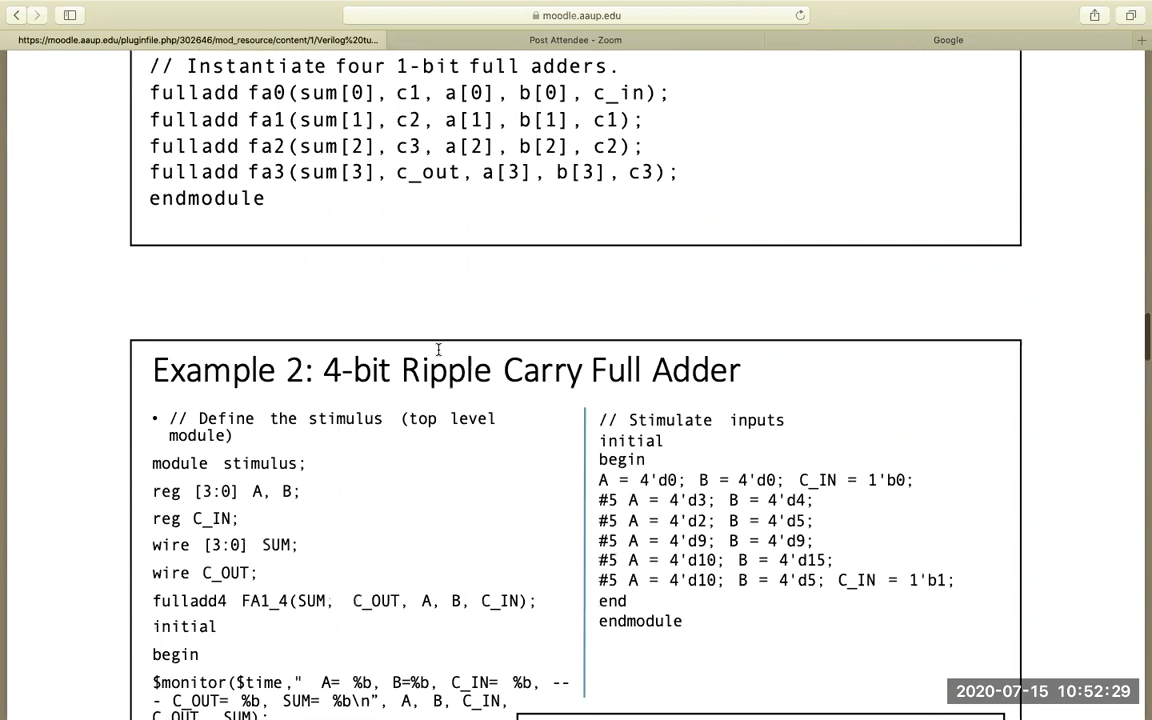 moodle.aaup.edu
https://moodle.aaup.edu/pluginfile.php/302646/mod_resource/content/1/Verilog%20tu...
Post Attendee - Zoom
Google
// Instantiate four 1-bit full adders.
fulladd fa0(sum[0], c1, a[0], b[0], c_in);
fulladd fa1(sum[1], c2, a[1], b[1], c1);
fulladd fa2(sum[2], c3, a[2], b[2], c2);
fulladd fa3(sum[3], c_out, a[3], b[3], c3);
endmodule
Example 2: 4-bit Ripple Carry Full Adder
• // Define the stimulus (top level
module)
module stimulus;
reg [3:0] A, B;
reg C_IN;
wire [3:0] SUM;
wire C_OUT;
fulladd4 FA1_4(SUM, C_OUT, A, B, C_IN);
initial
begin
$monitor($time," A= %b, B=%b, C_IN= %b, --
- C_OUT= %b, SUM= %b\n”, A, B, C_IN,
C_OUT, SUM);
// Stimulate inputs
initial
begin
A = 4'd0; B = 4'd0; C_IN = 1'b0;
#5 A = 4'd3; B = 4'd4;
#5 A = 4'd2; B = 4'd5;
#5 A = 4'd9; B = 4'd9;
#5 A = 4'd10; B = 4'd15;
#5 A = 4'd10; B = 4'd5; C_IN = 1'b1;
end
endmodule
2020-07-15 10:52:29